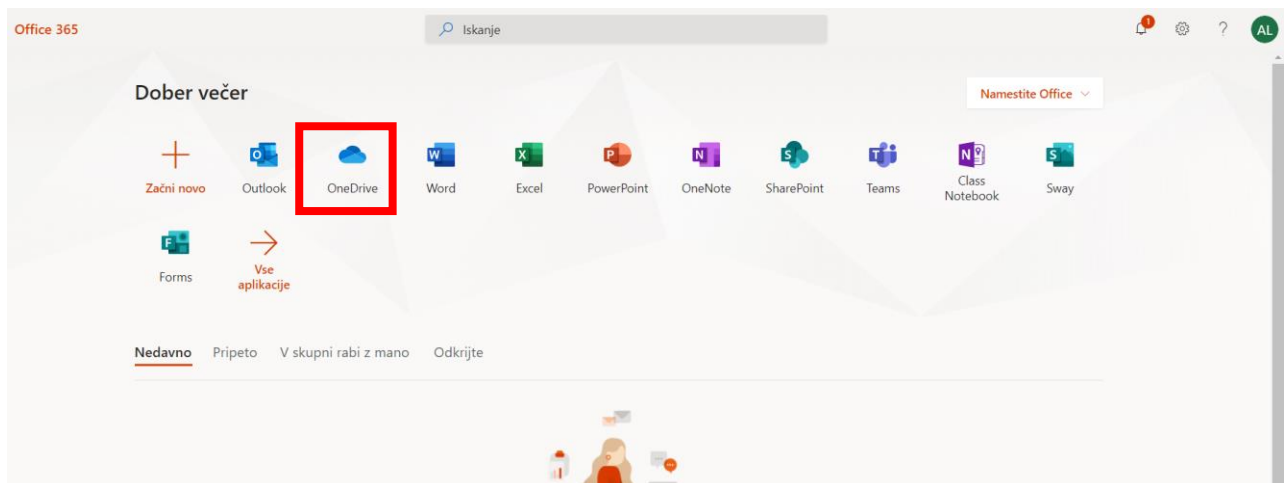 Office 365
Iskanje
1
?
AL
Dober večer
Namestite Office
Začni novo
Outlook
OneDrive
Word
Excel
PowerPoint
OneNote
SharePoint
Teams
Class
Notebook
Sway
Forms
Vse
aplikacije
Nedavno Pripeto V skupni rabi z mano Odkrijte